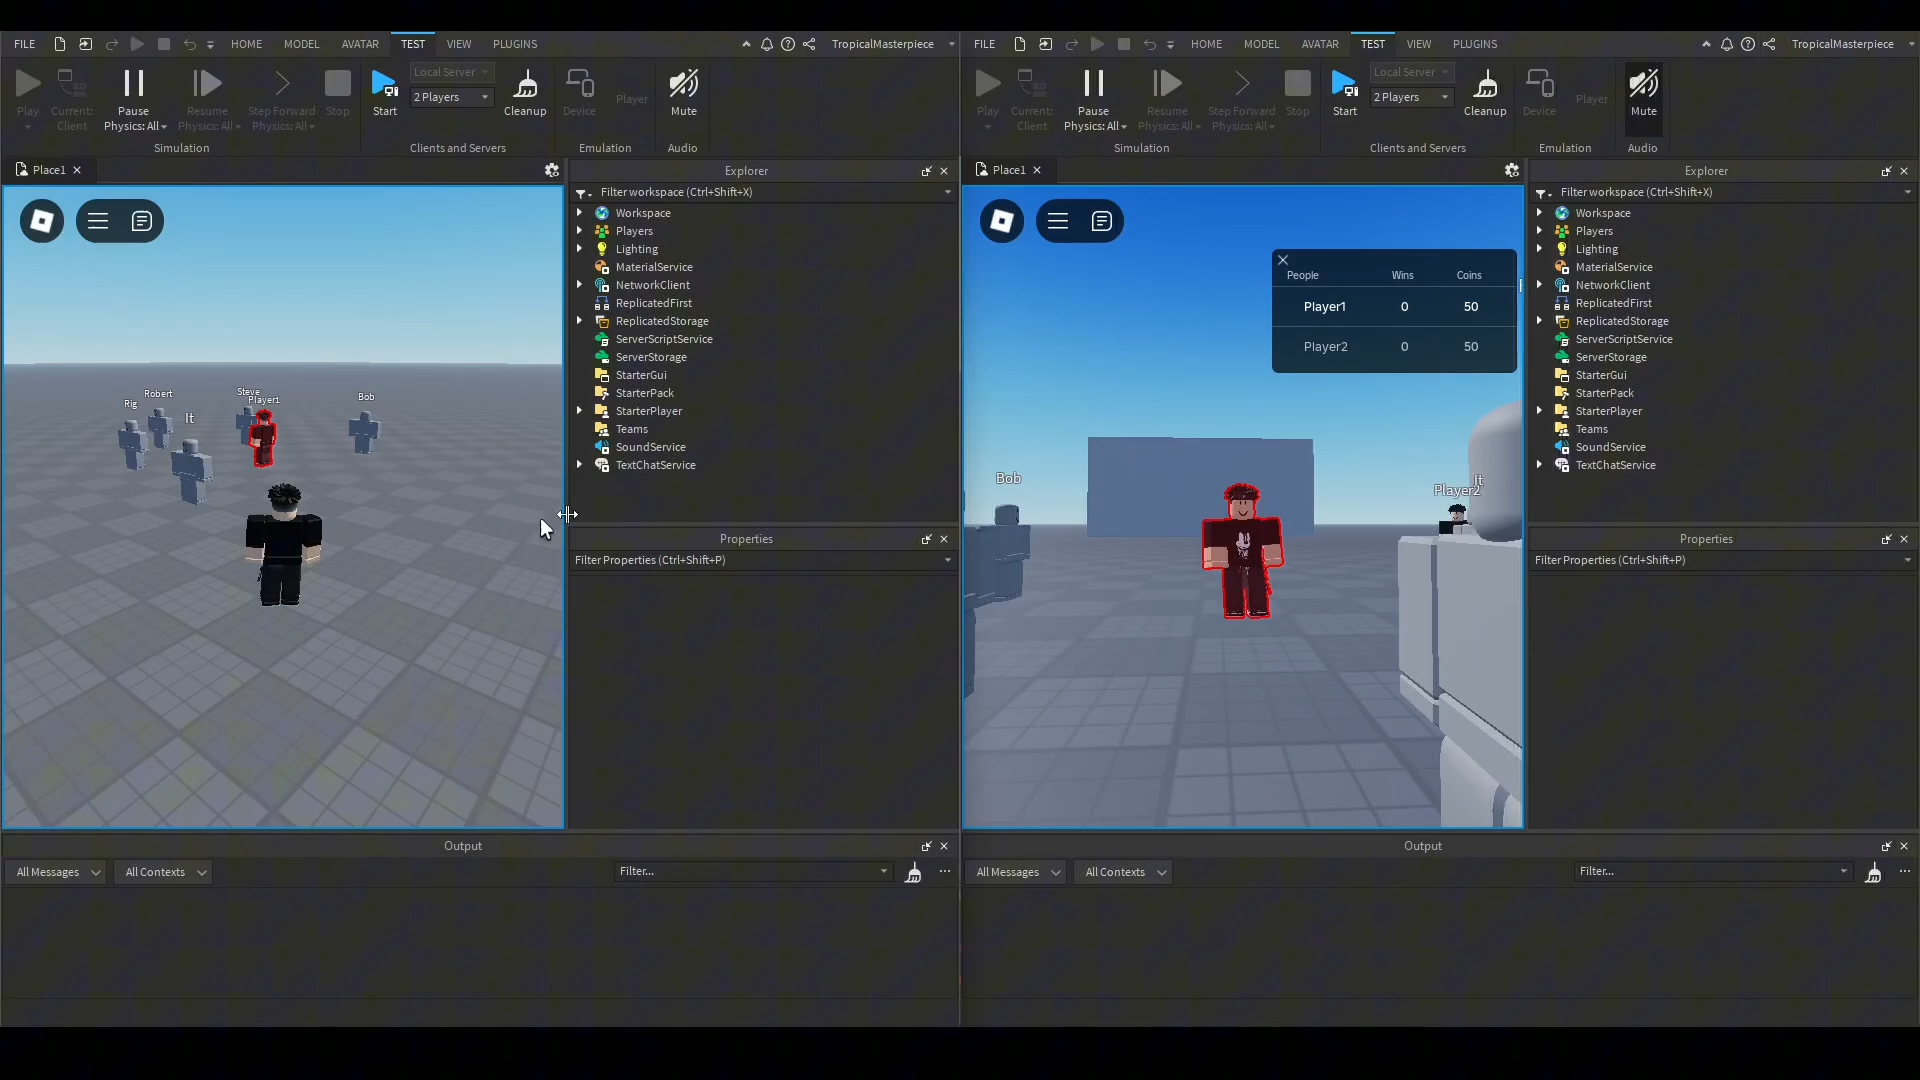 FILE HOME MODEL AVATAR TEST VIEW PLUGINS TropicalMasterpiece
Play Current: Client Pause Physics: All Resume Physics: All Step Forward Physics: All Stop Start Local Server 2 Players Cleanup Device Player Mute
Simulation Clients and Servers Emulation Audio
Place1
Explorer
Filter workspace (Ctrl+Shift+X)
Workspace
Players
Lighting
MaterialService
NetworkClient
ReplicatedFirst
ReplicatedStorage
ServerScriptService
ServerStorage
StarterGui
StarterPack
StarterPlayer
Teams
SoundService
TextChatService
Steve
Robert
Player1
Bob
Rig
It
Properties
Filter Properties (Ctrl+Shift+P)
Output
All Messages All Contexts Filter...
FILE HOME MODEL AVATAR TEST VIEW PLUGINS TropicalMasterpiece
Play Current: Client Pause Physics: All Resume Physics: All Step Forward Physics: All Stop Start Local Server 2 Players Cleanup Device Player Mute
Simulation Clients and Servers Emulation Audio
Place1
People Wins Coins
Player1 0 50
Player2 0 50
Bob
It
Player2
Explorer
Filter workspace (Ctrl+Shift+X)
Workspace
Players
Lighting
MaterialService
NetworkClient
ReplicatedFirst
ReplicatedStorage
ServerScriptService
ServerStorage
StarterGui
StarterPack
StarterPlayer
Teams
SoundService
TextChatService
Properties
Filter Properties (Ctrl+Shift+P)
Output
All Messages All Contexts Filter...